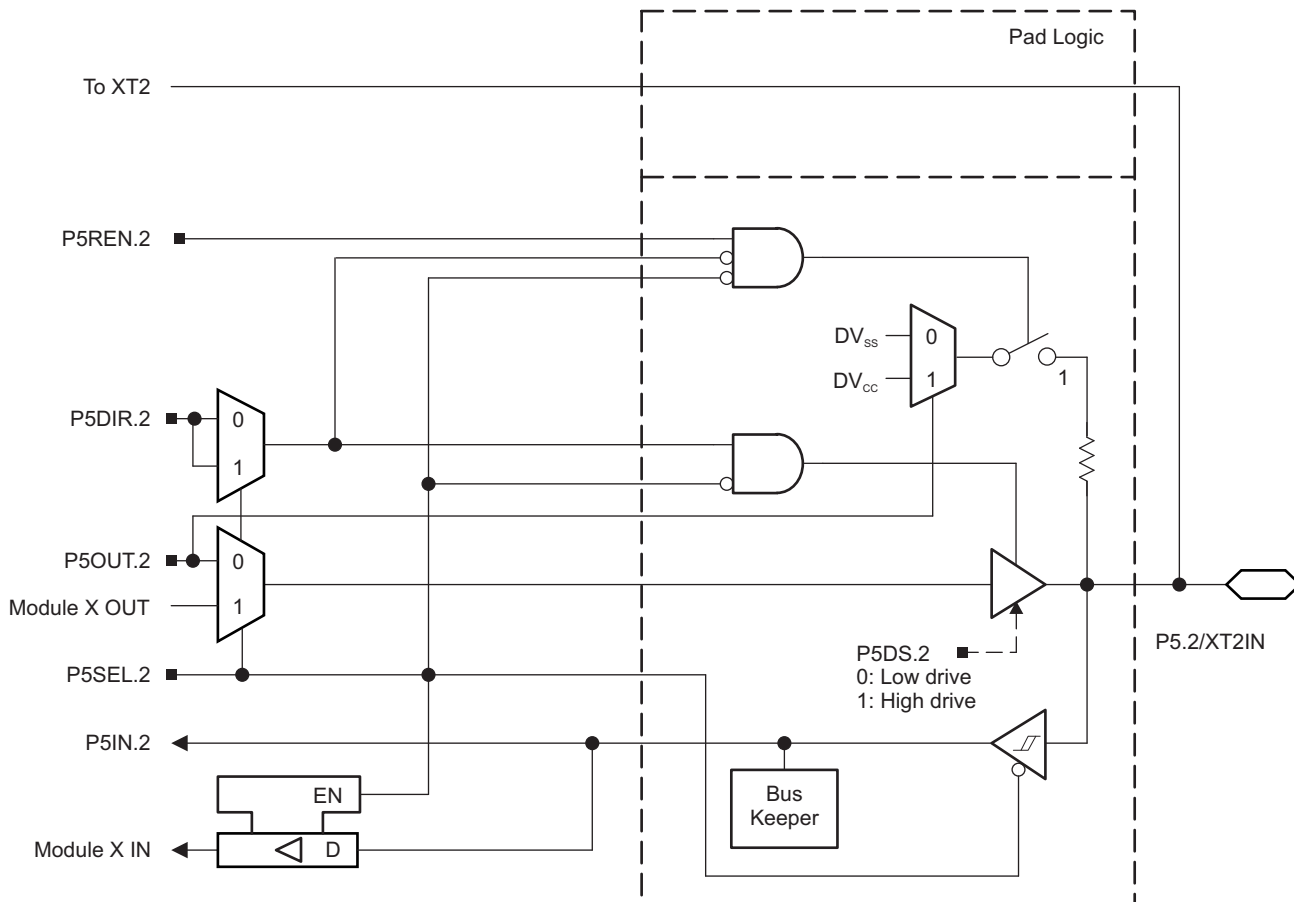 Pad Logic
To XT2
P5REN.2
DVSS
0
DVCC
1
1
P5DIR.2
0
1
P5OUT.2
0
Module X OUT
1
P5SEL.2
P5DS.2
0: Low drive
1: High drive
P5.2/XT2IN
P5IN.2
Bus
Keeper
EN
Module X IN
D